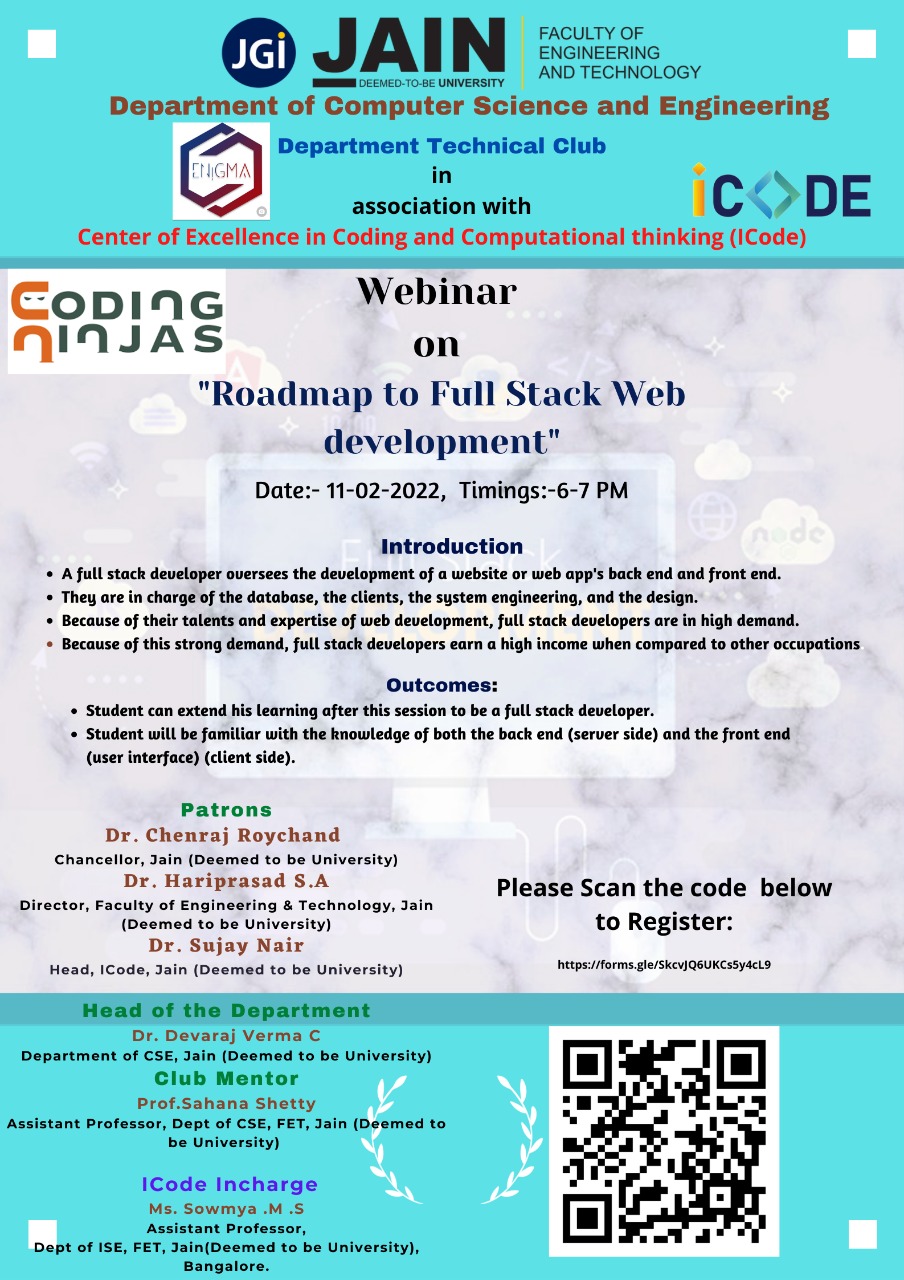 JGi
JAIN
DEEMED-TO-BE UNIVERSITY
FACULTY OF
ENGINEERING
AND TECHNOLOGY
Department of Computer Science and Engineering
ENIGMA
Department Technical Club
in
association with
iCODE
Center of Excellence in Coding and Computational thinking (ICode)
CODING
NINJAS
Webinar
on
"Roadmap to Full Stack Web
development"
Date:- 11-02-2022, Timings:-6-7 PM
Full Stack
DEVELOPMENT
node
Introduction
• A full stack developer oversees the development of a website or web app's back end and front end.
• They are in charge of the database, the clients, the system engineering, and the design.
• Because of their talents and expertise of web development, full stack developers are in high demand.
• Because of this strong demand, full stack developers earn a high income when compared to other occupations
Outcomes:
• Student can extend his learning after this session to be a full stack developer.
• Student will be familiar with the knowledge of both the back end (server side) and the front end
(user interface) (client side).
Patrons
Dr. Chenraj Roychand
Chancellor, Jain (Deemed to be University)
Dr. Hariprasad S.A
Director, Faculty of Engineering & Technology, Jain
(Deemed to be University)
Dr. Sujay Nair
Head, ICode, Jain (Deemed to be University)
Please Scan the code below
to Register:
https://forms.gle/SkcvJQ6UKCs5y4cL9
Head of the Department
Dr. Devaraj Verma C
Department of CSE, Jain (Deemed to be University)
Club Mentor
Prof.Sahana Shetty
Assistant Professor, Dept of CSE, FET, Jain (Deemed to
be University)
ICode Incharge
Ms. Sowmya .M .S
Assistant Professor,
Dept of ISE, FET, Jain(Deemed to be University),
Bangalore.